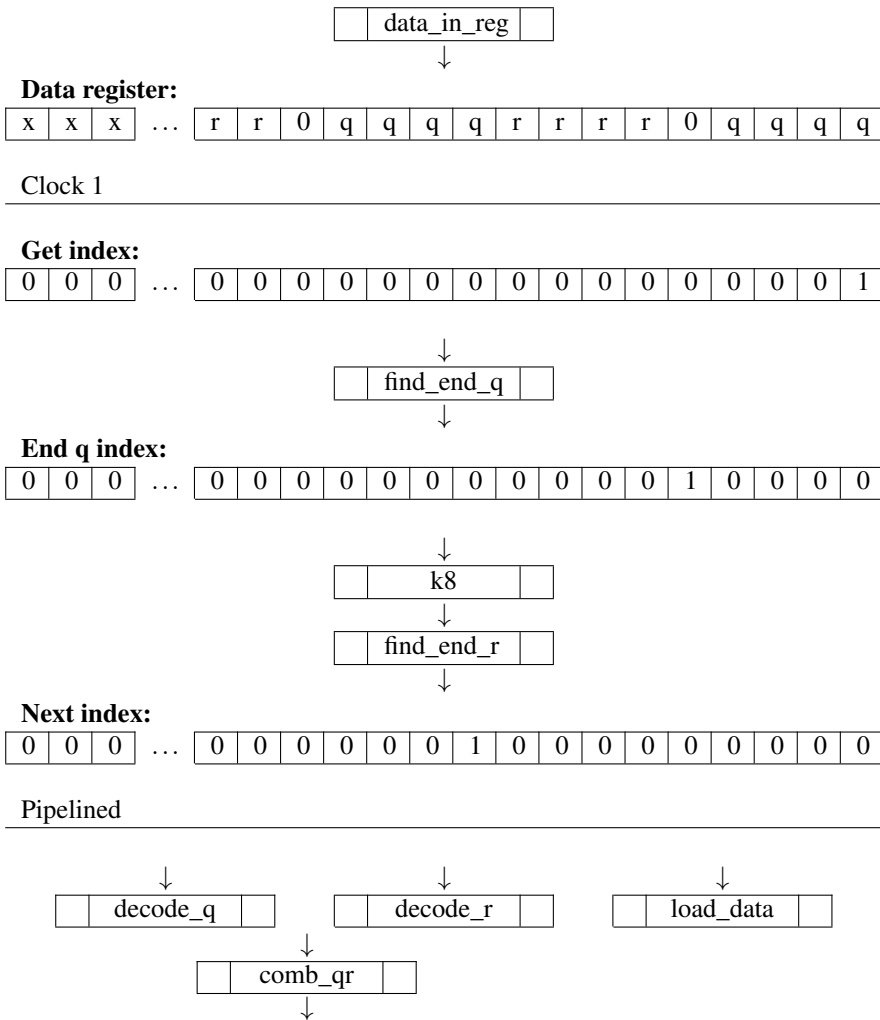 data_in_reg
↓
Data register:
x x x ... r r 0 q q q q r r r r 0 q q q q
Clock 1
Get index:
0 0 0 ... 0 0 0 0 0 0 0 0 0 0 0 0 0 0 0 1
↓
find_end_q
↓
End q index:
0 0 0 ... 0 0 0 0 0 0 0 0 0 0 0 1 0 0 0 0
↓
k8
↓
find_end_r
↓
Next index:
0 0 0 ... 0 0 0 0 0 0 1 0 0 0 0 0 0 0 0 0
Pipelined
↓ ↓ ↓
decode_q decode_r load_data
↓
comb_qr
↓